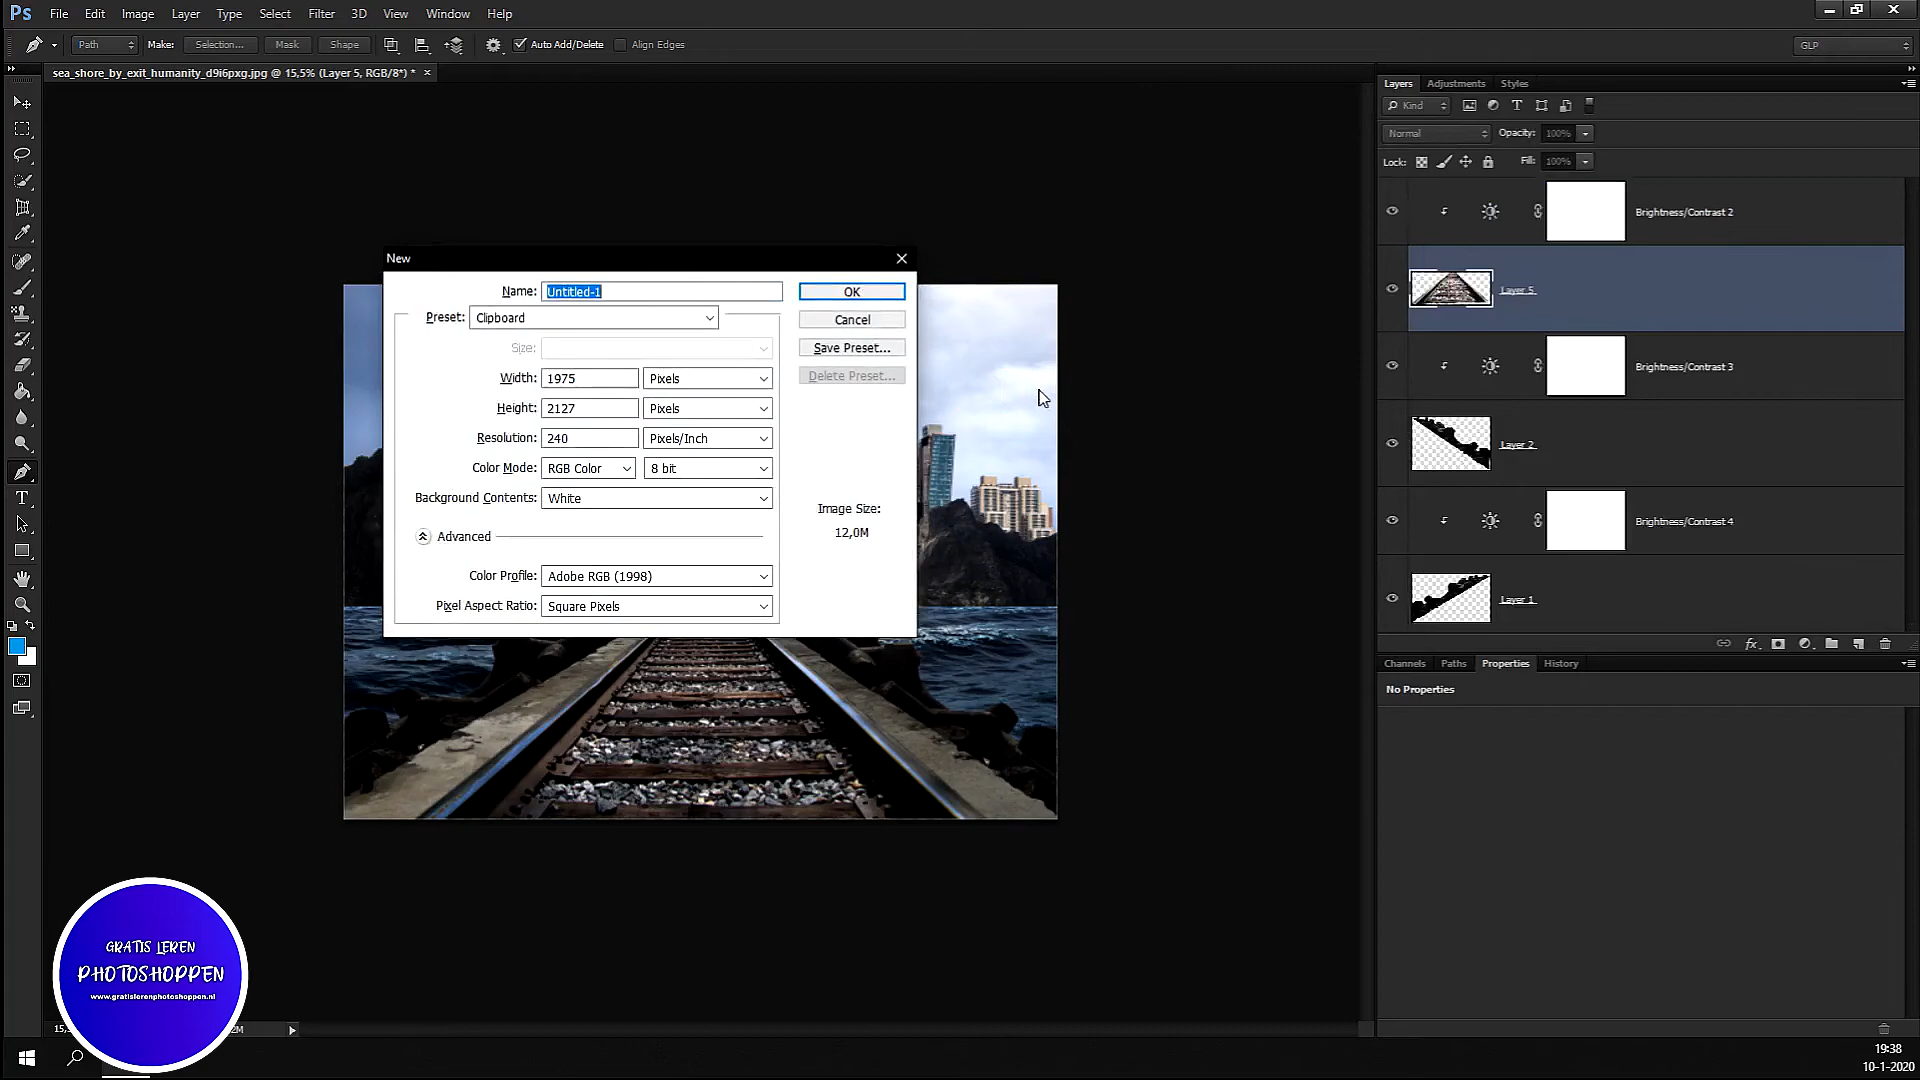 Ps File Edit Image Layer Type Select Filter 3D View Window Help
Path Make: Selection... Mask Shape Auto Add/Delete Align Edges GLP
sea_shore_by_exit_humanity_d9i6pxg.jpg @ 15,5% (Layer 5, RGB/8*) * ×
Layers Adjustments Styles
Kind
Normal Opacity: 100%
Lock: Fill: 100%
Brightness/Contrast 2
Layer 5
Brightness/Contrast 3
Layer 2
Brightness/Contrast 4
Layer 1
Channels Paths Properties History
No Properties
New
Name: Untitled-1 OK
Preset: Clipboard Cancel
Size: Save Preset...
Width: 1975 Pixels Delete Preset...
Height: 2127 Pixels
Resolution: 240 Pixels/Inch
Color Mode: RGB Color 8 bit
Background Contents: White Image Size:
12,0M
Advanced
Color Profile: Adobe RGB (1998)
Pixel Aspect Ratio: Square Pixels
GRATIS LEREN
PHOTOSHOPPEN
www.gratislerenphotoshoppen.nl
19:38
10-1-2020